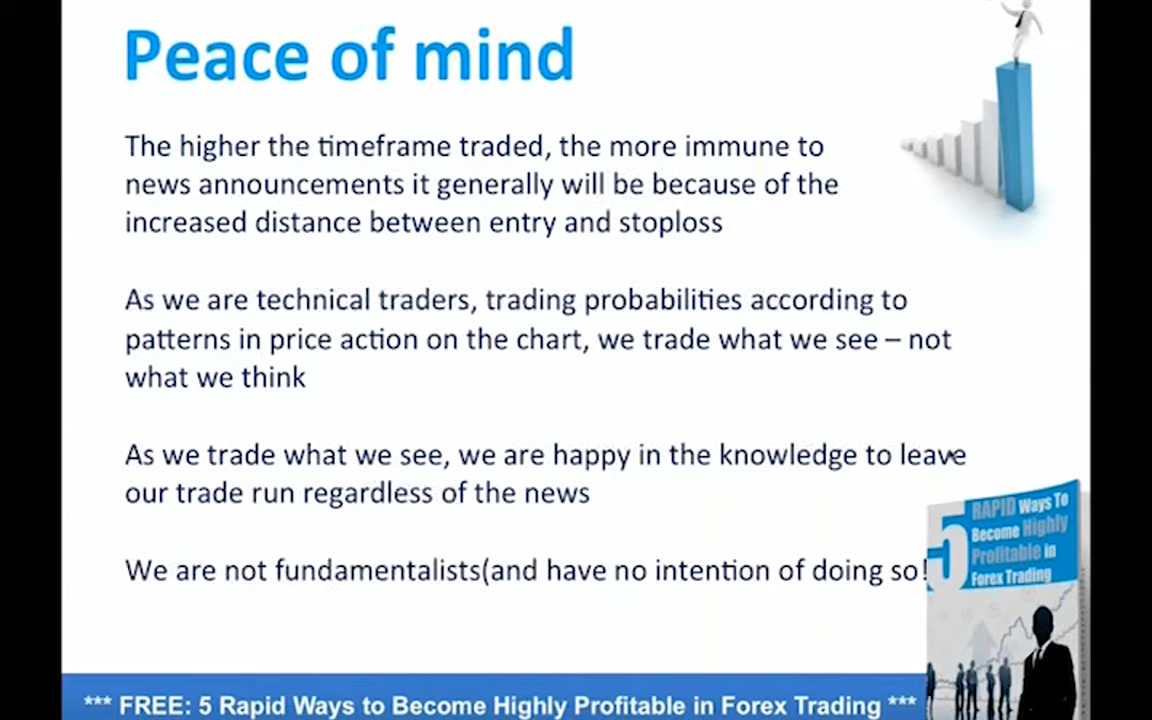 Peace of mind
The higher the timeframe traded, the more immune to
news announcements it generally will be because of the
increased distance between entry and stoploss
As we are technical traders, trading probabilities according to
patterns in price action on the chart, we trade what we see – not
what we think
As we trade what we see, we are happy in the knowledge to leave
our trade run regardless of the news
We are not fundamentalists(and have no intention of doing so!
5 RAPID Ways To
Become Highly
Profitable in
Forex Trading
*** FREE: 5 Rapid Ways to Become Highly Profitable in Forex Trading ***